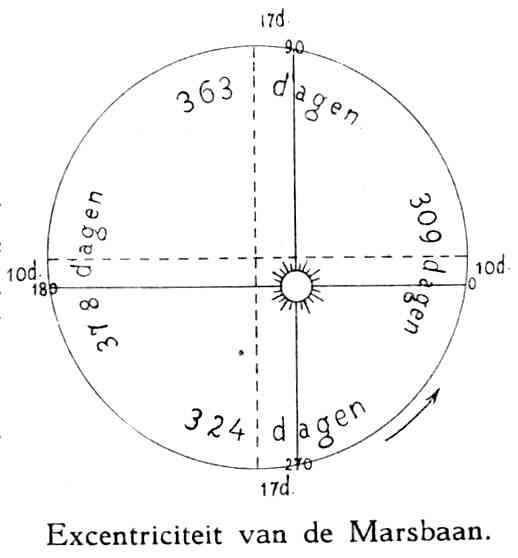 17d.
90
363 dagen
309 dagen
10d.
10d.
180
0
378 dagen
324 dagen
270
17d.
Excentriciteit van de Marsbaan.